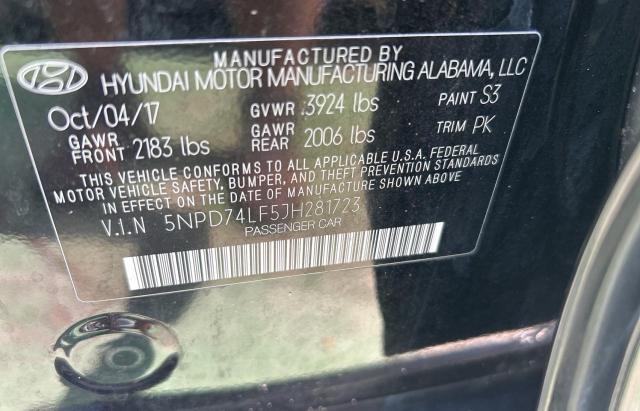 MANUFACTURED BY
HYUNDAI MOTOR MANUFACTURING ALABAMA, LLC
Oct/04/17 GVWR 3924 lbs PAINT S3
GAWR FRONT 2183 lbs GAWR REAR 2006 lbs TRIM PK
THIS VEHICLE CONFORMS TO ALL APPLICABLE U.S.A. FEDERAL
MOTOR VEHICLE SAFETY, BUMPER, AND THEFT PREVENTION STANDARDS
IN EFFECT ON THE DATE OF MANUFACTURE SHOWN ABOVE
V.I.N 5NPD74LF5JH281723
PASSENGER CAR